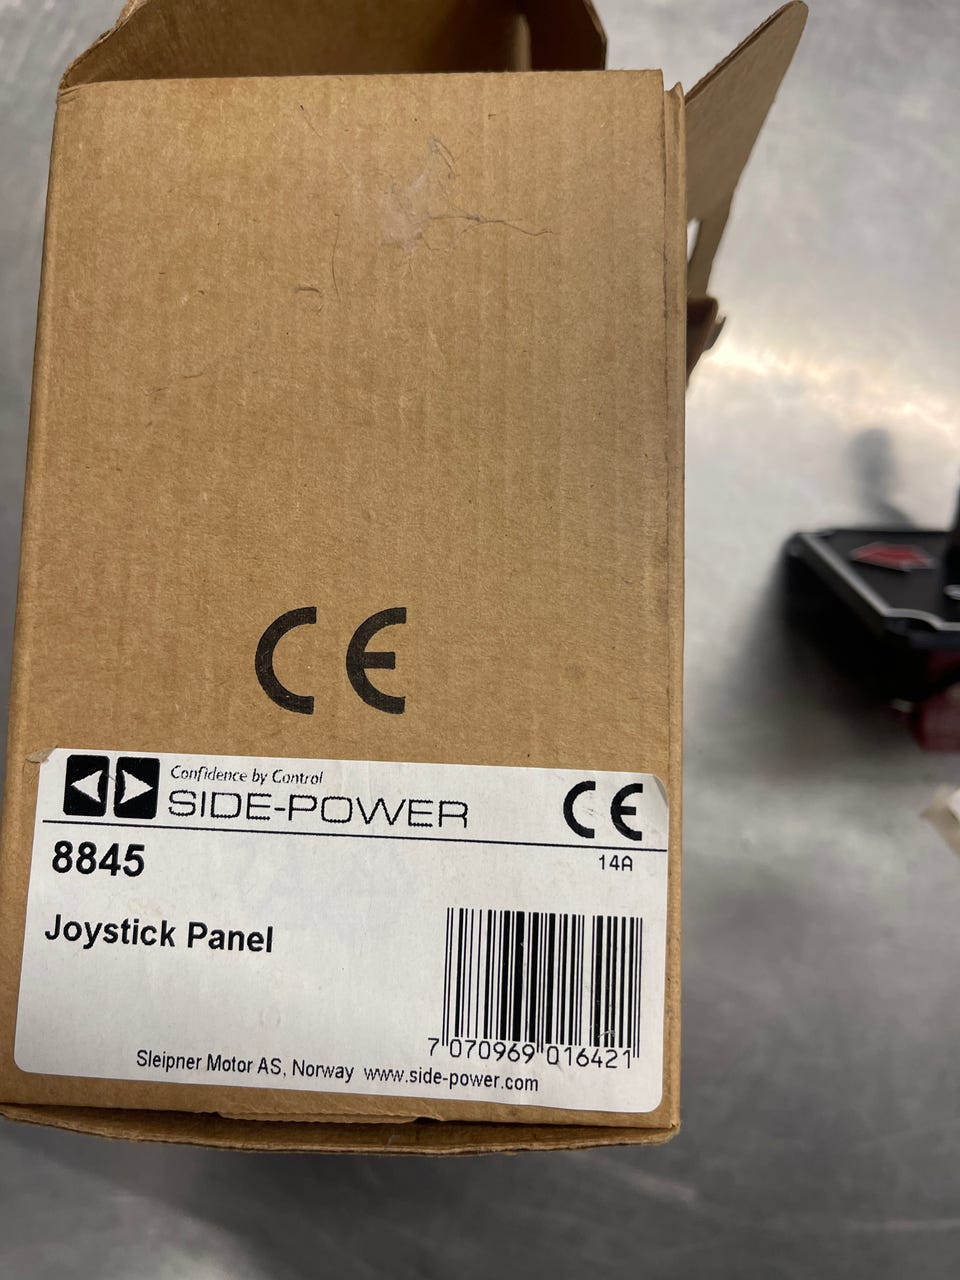 CE
Confidence by Control
SIDE-POWER
CE
8845
14A
Joystick Panel
7 070969 016421
Sleipner Motor AS, Norway www.side-power.com